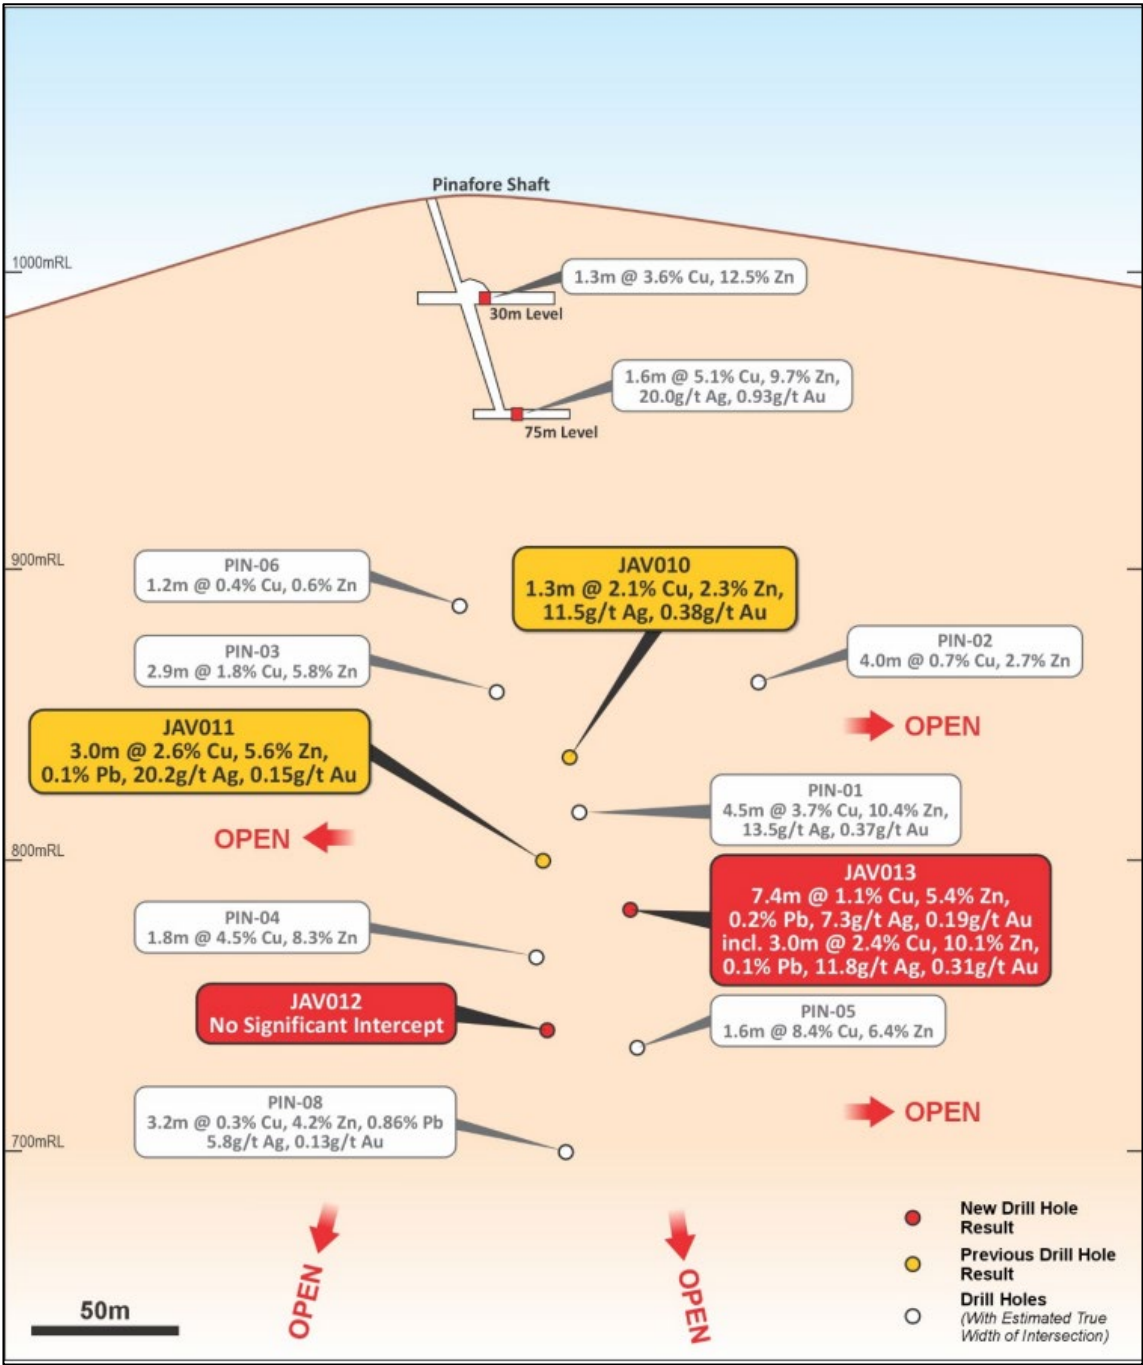 Pinafore Shaft
1000mRL
1.3m @ 3.6% Cu, 12.5% Zn
30m Level
1.6m @ 5.1% Cu, 9.7% Zn,
20.0g/t Ag, 0.93g/t Au
75m Level
900mRL
PIN-06
1.2m @ 0.4% Cu, 0.6% Zn
JAV010
1.3m @ 2.1% Cu, 2.3% Zn,
11.5g/t Ag, 0.38g/t Au
PIN-03
2.9m @ 1.8% Cu, 5.8% Zn
PIN-02
4.0m @ 0.7% Cu, 2.7% Zn
OPEN
JAV011
3.0m @ 2.6% Cu, 5.6% Zn,
0.1% Pb, 20.2g/t Ag, 0.15g/t Au
PIN-01
4.5m @ 3.7% Cu, 10.4% Zn,
13.5g/t Ag, 0.37g/t Au
OPEN
800mRL
JAV013
7.4m @ 1.1% Cu, 5.4% Zn,
0.2% Pb, 7.3g/t Ag, 0.19g/t Au
incl. 3.0m @ 2.4% Cu, 10.1% Zn,
0.1% Pb, 11.8g/t Ag, 0.31g/t Au
PIN-04
1.8m @ 4.5% Cu, 8.3% Zn
JAV012
No Significant Intercept
PIN-05
1.6m @ 8.4% Cu, 6.4% Zn
PIN-08
3.2m @ 0.3% Cu, 4.2% Zn, 0.86% Pb
5.8g/t Ag, 0.13g/t Au
OPEN
700mRL
OPEN
OPEN
New Drill Hole
Result
Previous Drill Hole
Result
Drill Holes
(With Estimated True
Width of Intersection)
50m